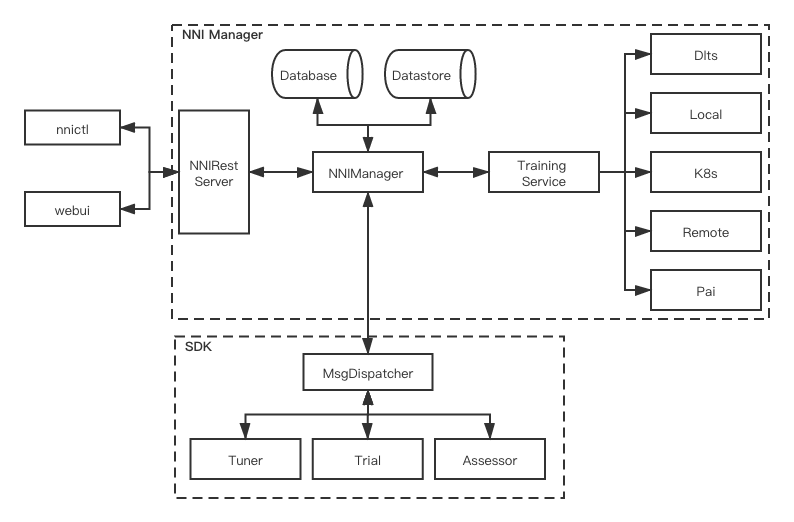 NNI Manager
Database
Datastore
Dlts
Local
nnictl
NNIRest
Server
NNIManager
Training
Service
K8s
webui
Remote
Pai
SDK
MsgDispatcher
Tuner
Trial
Assessor